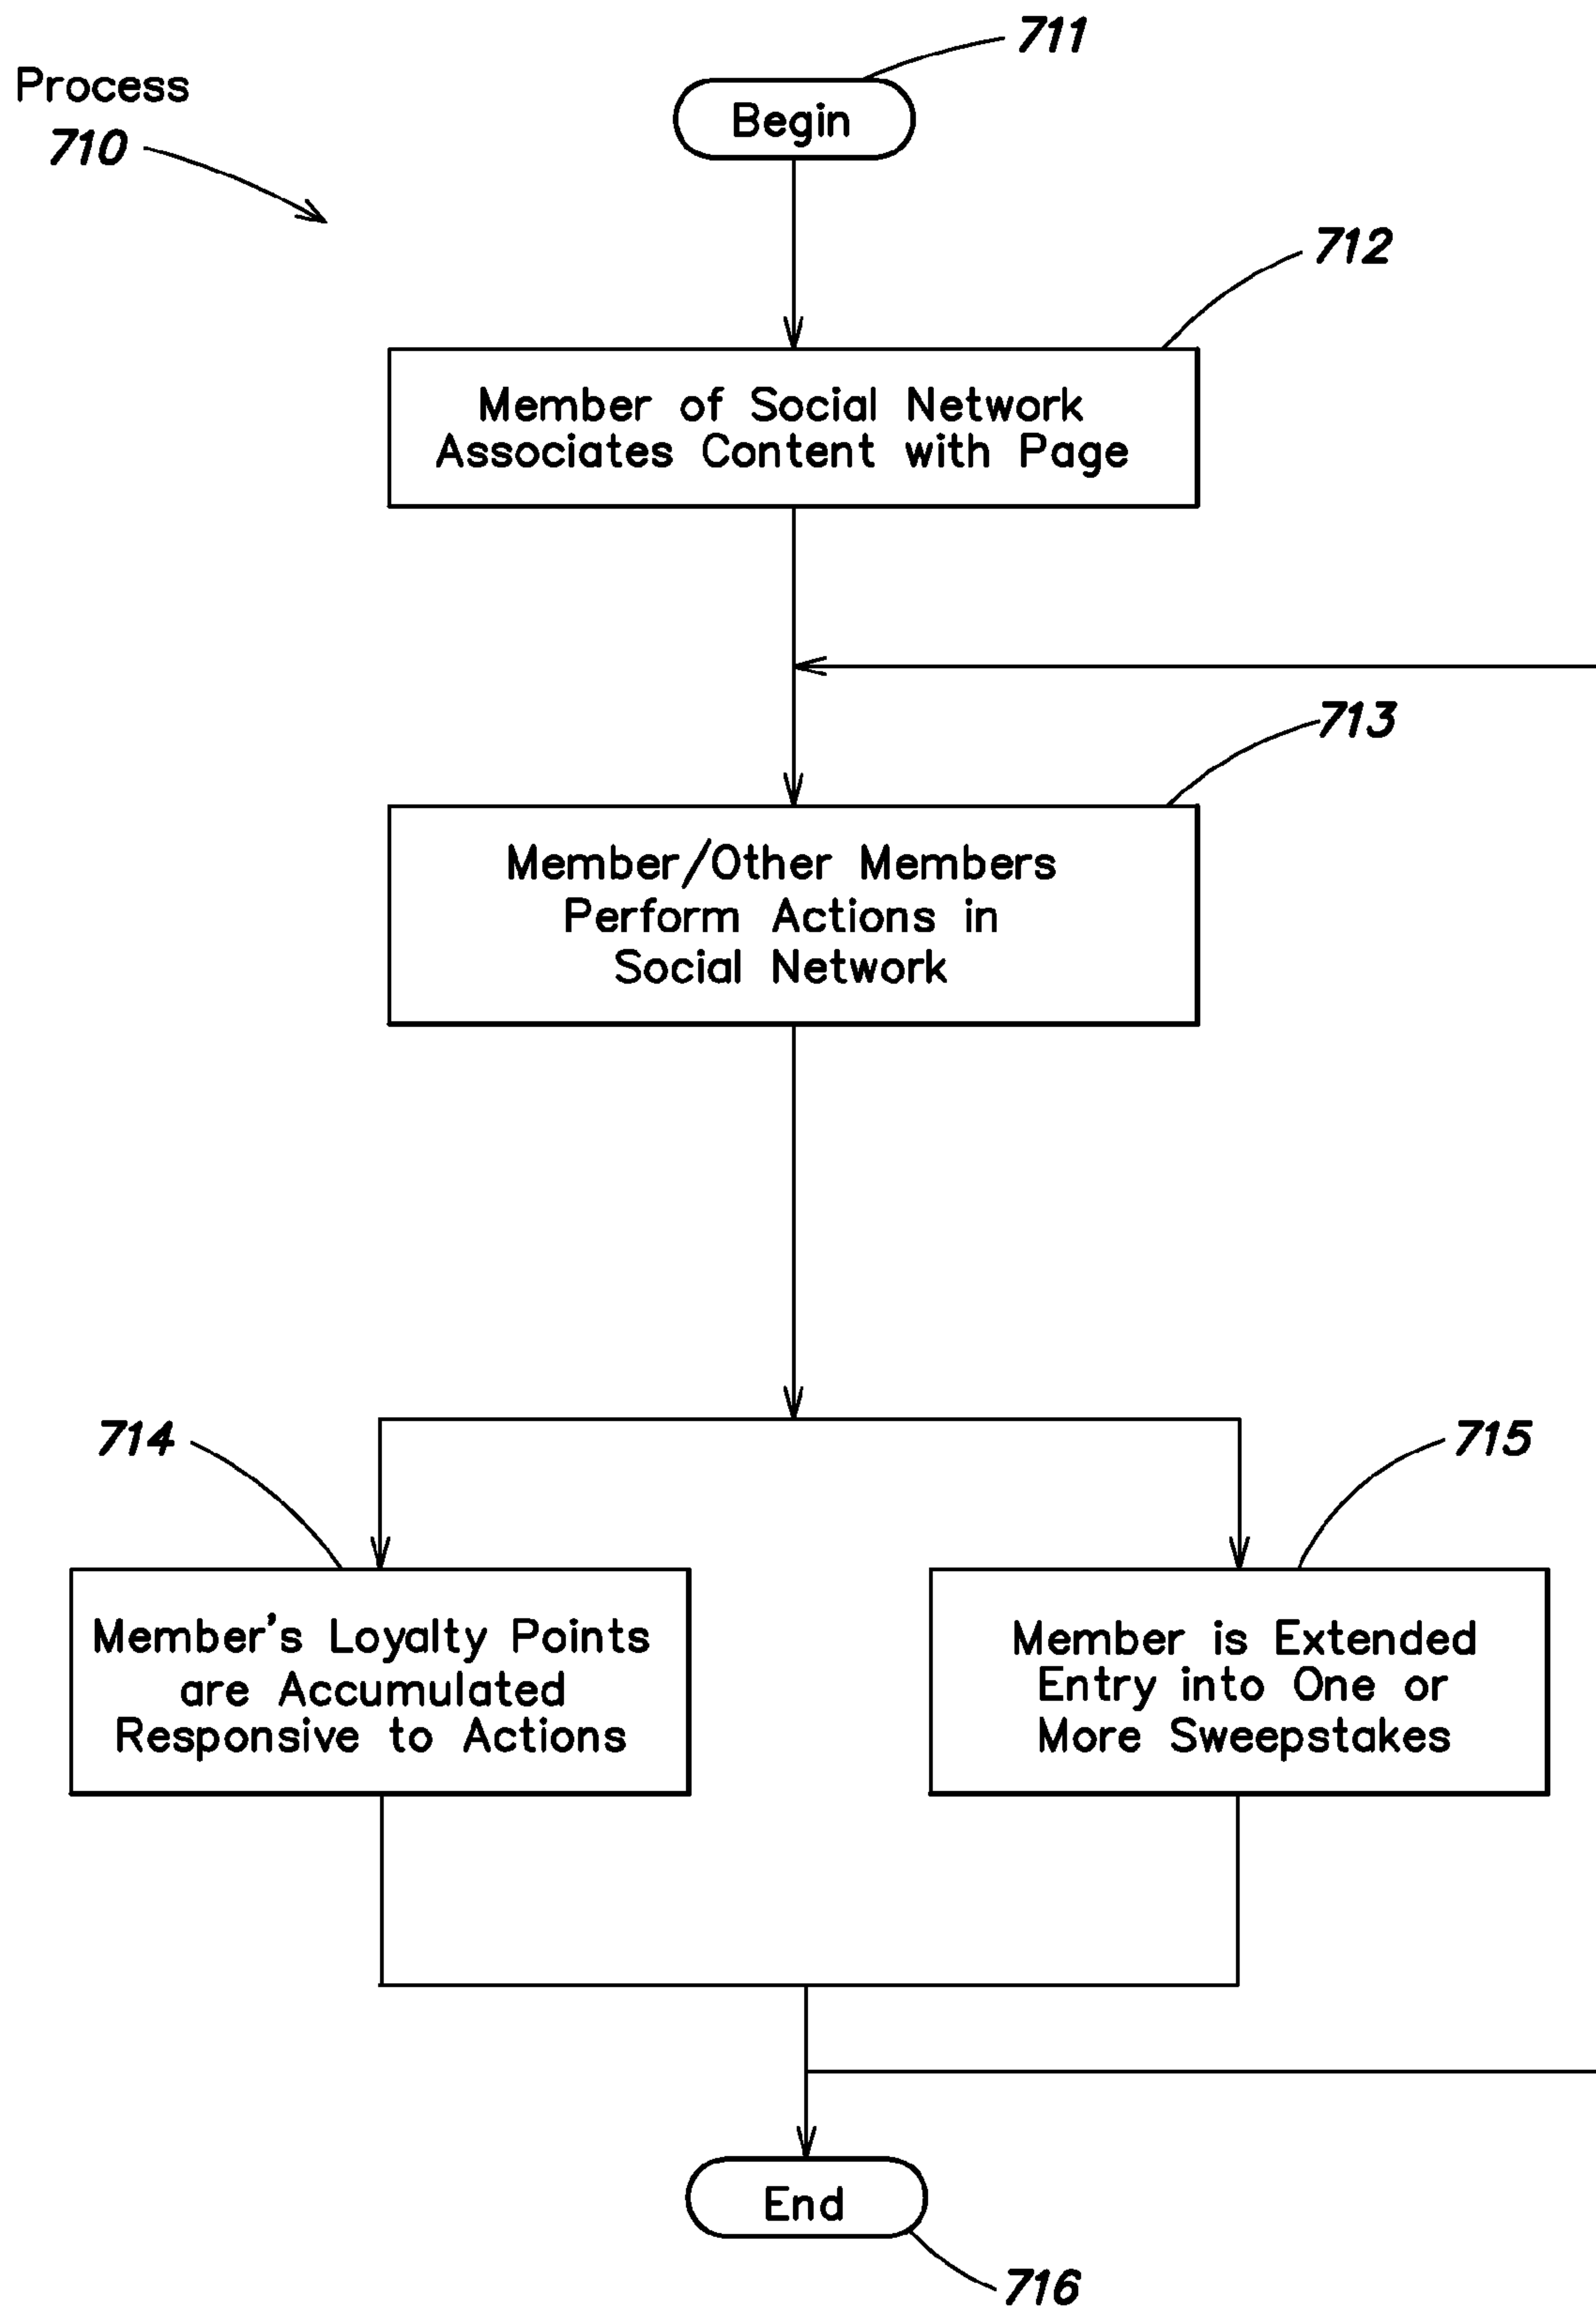 711
Process
710
Begin
712
Member of Social Network
Associates Content with Page
713
Member/Other Members
Perform Actions in
Social Network
714
715
Member's Loyalty Points
are Accumulated
Responsive to Actions
Member is Extended
Entry into One or
More Sweepstakes
End
716